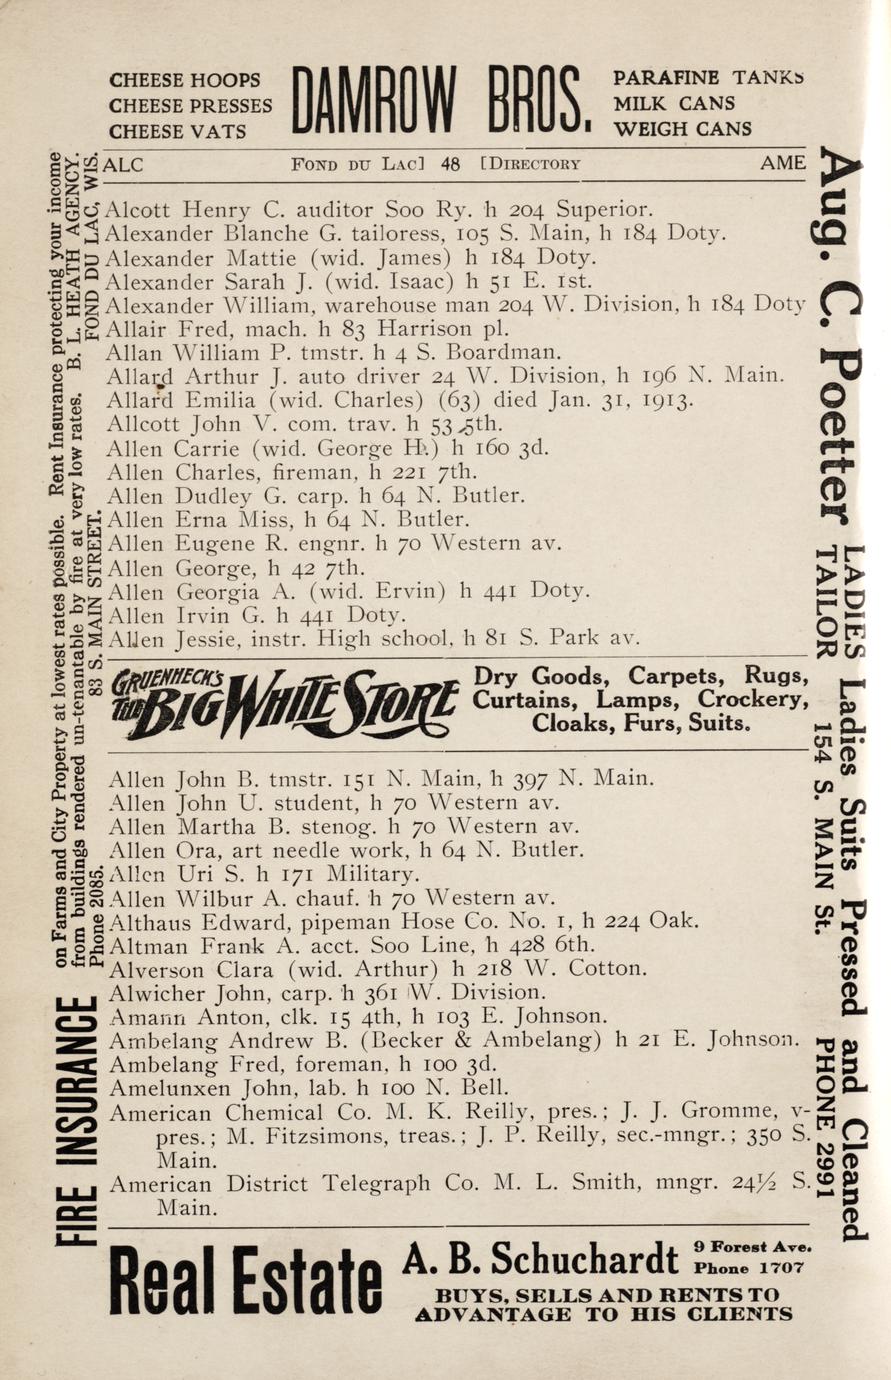 CHEESE HOOPS
CHEESE PRESSES
CHEESE VATS
DAMROW BROS.
PARAFINE TANKS
MILK CANS
WEIGH CANS
ALC FOND DU LAC] 48 [DIRECTORY AME
Alcott Henry C. auditor Soo Ry. h 204 Superior.
Alexander Blanche G. tailoress, 105 S. Main, h 184 Doty.
Alexander Mattie (wid. James) h 184 Doty.
Alexander Sarah J. (wid. Isaac) h 51 E. 1st.
Alexander William, warehouse man 204 W. Division, h 184 Doty
Allair Fred, mach. h 83 Harrison pl.
Allan William P. tmstr. h 4 S. Boardman.
Allard Arthur J. auto driver 24 W. Division, h 196 N. Main.
Allard Emilia (wid. Charles) (63) died Jan. 31, 1913.
Allcott John V. com. trav. h 53 5th.
Allen Carrie (wid. George H.) h 160 3d.
Allen Charles, fireman, h 221 7th.
Allen Dudley G. carp. h 64 N. Butler.
Allen Erna Miss, h 64 N. Butler.
Allen Eugene R. engnr. h 70 Western av.
Allen George, h 42 7th.
Allen Georgia A. (wid. Ervin) h 441 Doty.
Allen Irvin G. h 441 Doty.
Allen Jessie, instr. High school, h 81 S. Park av.
GRUENHECK'S
THE BIG WHITE STORE
Dry Goods, Carpets, Rugs,
Curtains, Lamps, Crockery,
Cloaks, Furs, Suits.
Allen John B. tmstr. 151 N. Main, h 397 N. Main.
Allen John U. student, h 70 Western av.
Allen Martha B. stenog. h 70 Western av.
Allen Ora, art needle work, h 64 N. Butler.
Allen Uri S. h 171 Military.
Allen Wilbur A. chauf. h 70 Western av.
Althaus Edward, pipeman Hose Co. No. 1, h 224 Oak.
Altman Frank A. acct. Soo Line, h 428 6th.
Alverson Clara (wid. Arthur) h 218 W. Cotton.
Alwicher John, carp. h 361 W. Division.
Amann Anton, clk. 15 4th, h 103 E. Johnson.
Ambelang Andrew B. (Becker & Ambelang) h 21 E. Johnson.
Ambelang Fred, foreman, h 100 3d.
Amelunxen John, lab. h 100 N. Bell.
American Chemical Co. M. K. Reilly, pres.; J. J. Gromme, v-
pres.; M. Fitzsimons, treas.; J. P. Reilly, sec.-mngr.; 350 S.
Main.
American District Telegraph Co. M. L. Smith, mngr. 24½ S.
Main.
Real Estate
A. B. Schuchardt
9 Forest Ave.
Phone 1707
BUYS, SELLS AND RENTS TO
ADVANTAGE TO HIS CLIENTS
FIRE INSURANCE
on Farms and City Property at lowest rates possible. Rent Insurance protecting your income
from buildings rendered un-tenantable by fire at very low rates. B. L. HEATH AGENCY.
Phone 2085. 83 S. MAIN STREET. FOND DU LAC, WIS.
Aug. C. Poetter
LADIES
TAILOR
Ladies Suits Pressed and Cleaned
154 S. MAIN St. PHONE 2991